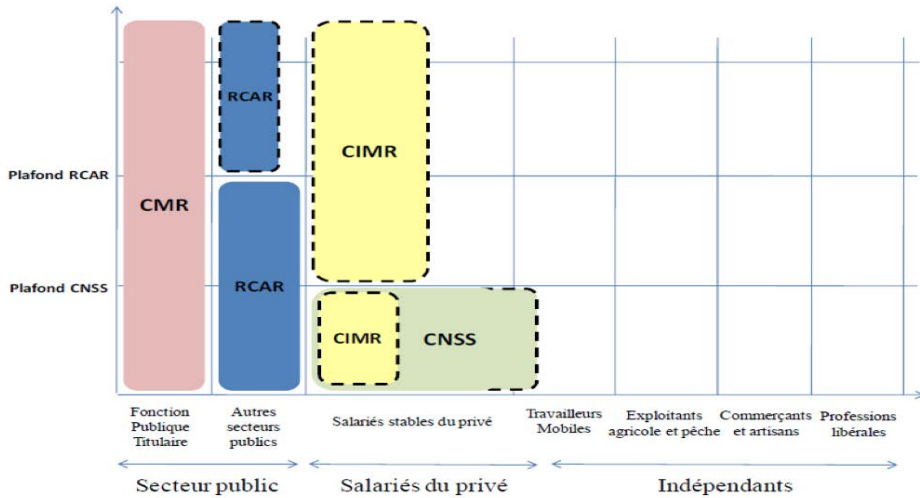 RCAR
CIMR
Plafond RCAR
CMR
Plafond CNSS
RCAR
CIMR
CNSS
Fonction
Publique
Titulaire
Autres
secteurs
publics
Salariés stables du privé
Travailleurs
Mobiles
Exploitants
agricole et pêche
Commerçants
et artisans
Professions
libérales
Secteur public
Salariés du privé
Indépendants